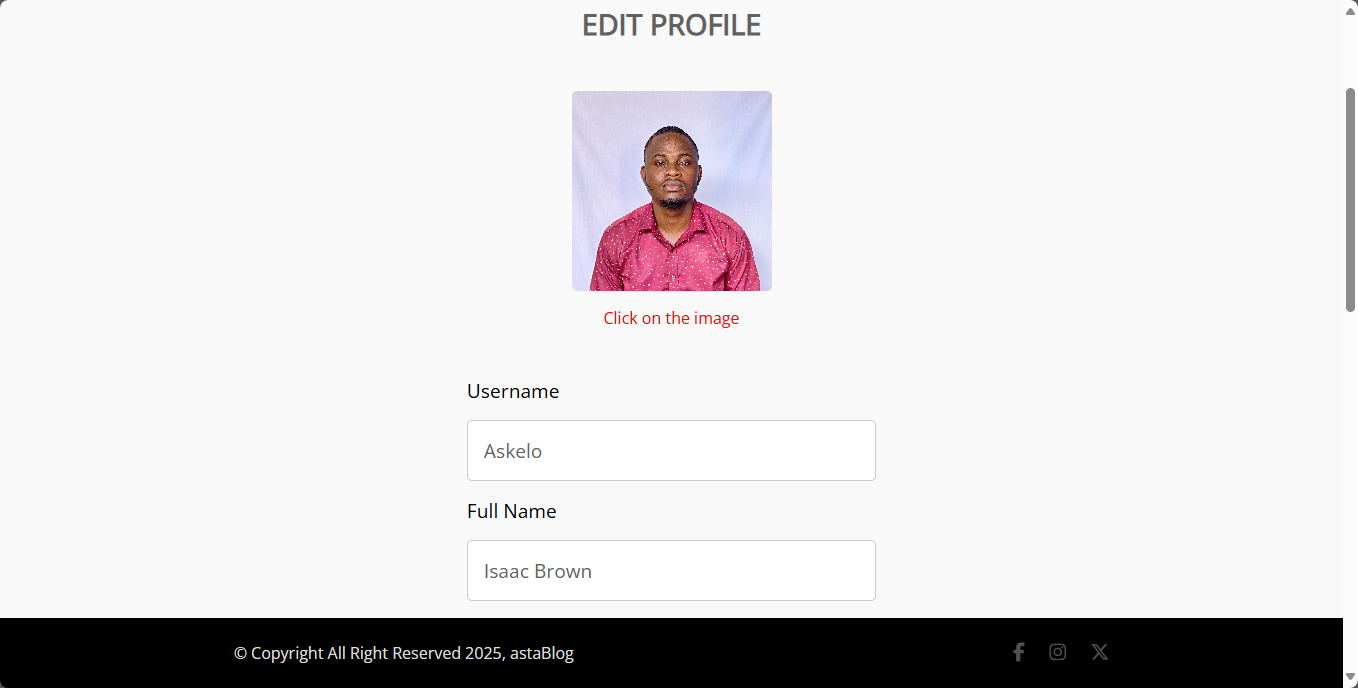 EDIT PROFILE
Click on the image
Username
Askelo
Full Name
Isaac Brown
© Copyright All Right Reserved 2025, astaBlog